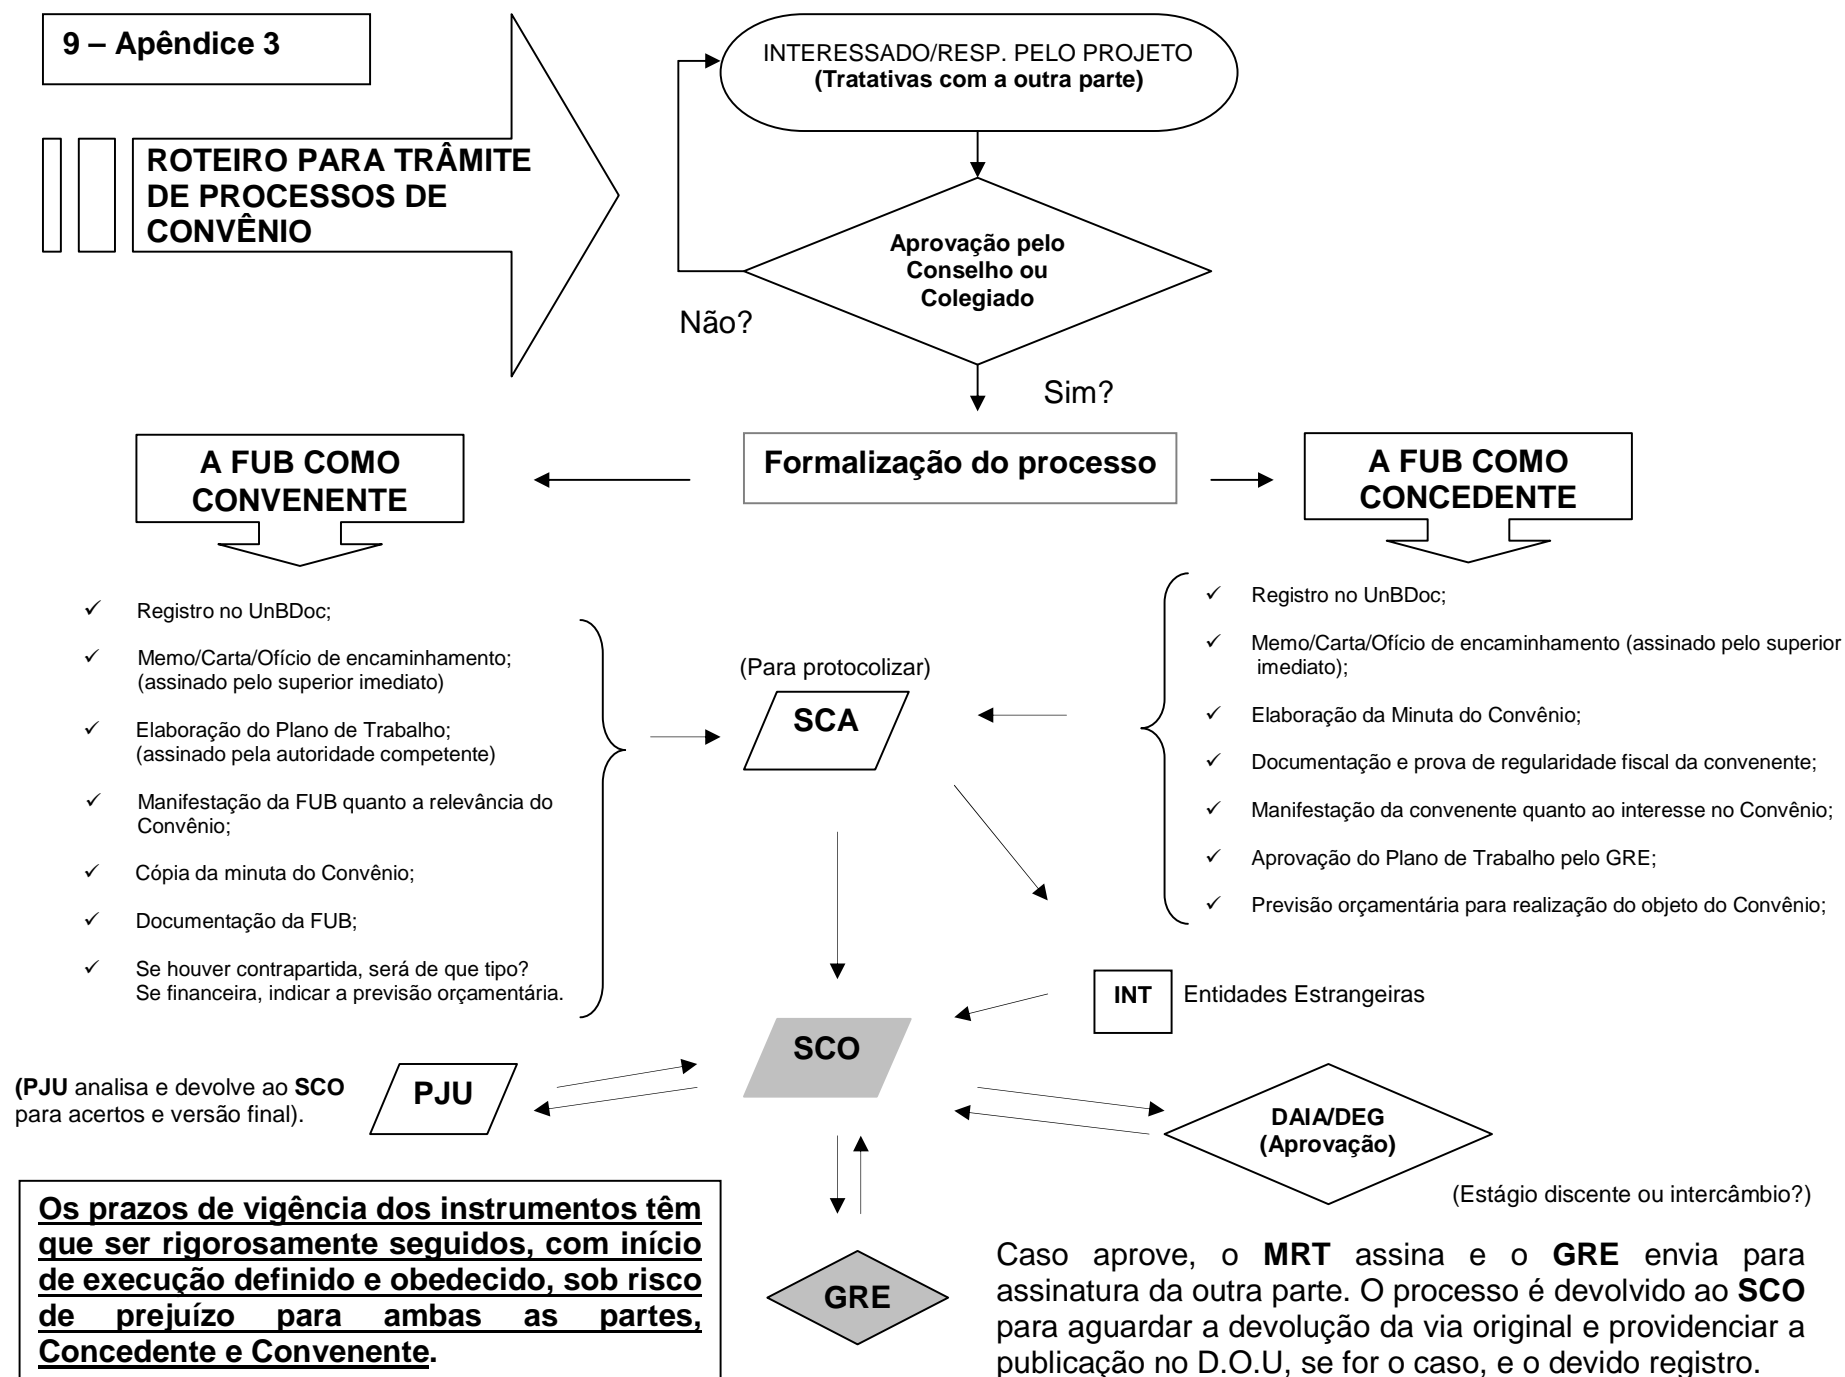 9 – Apêndice 3
ROTEIRO PARA TRÂMITE
DE PROCESSOS DE
CONVÊNIO
INTERESSADO/RESP. PELO PROJETO
(Tratativas com a outra parte)
Aprovação pelo
Conselho ou
Colegiado
Não?
Sim?
Formalização do processo
A FUB COMO
CONVENENTE
A FUB COMO
CONCEDENTE
✓ Registro no UnBDoc;
✓ Memo/Carta/Ofício de encaminhamento;
(assinado pelo superior imediato)
✓ Elaboração do Plano de Trabalho;
(assinado pela autoridade competente)
✓ Manifestação da FUB quanto a relevância do
Convênio;
✓ Cópia da minuta do Convênio;
✓ Documentação da FUB;
✓ Se houver contrapartida, será de que tipo?
Se financeira, indicar a previsão orçamentária.
(Para protocolizar)
SCA
✓ Registro no UnBDoc;
✓ Memo/Carta/Ofício de encaminhamento (assinado pelo superior
imediato);
✓ Elaboração da Minuta do Convênio;
✓ Documentação e prova de regularidade fiscal da convenente;
✓ Manifestação da convenente quanto ao interesse no Convênio;
✓ Aprovação do Plano de Trabalho pelo GRE;
✓ Previsão orçamentária para realização do objeto do Convênio;
INT Entidades Estrangeiras
SCO
(PJU analisa e devolve ao SCO
para acertos e versão final).
PJU
DAIA/DEG
(Aprovação)
(Estágio discente ou intercâmbio?)
Os prazos de vigência dos instrumentos têm
que ser rigorosamente seguidos, com início
de execução definido e obedecido, sob risco
de prejuízo para ambas as partes,
Concedente e Convenente.
GRE
Caso aprove, o MRT assina e o GRE envia para
assinatura da outra parte. O processo é devolvido ao SCO
para aguardar a devolução da via original e providenciar a
publicação no D.O.U, se for o caso, e o devido registro.